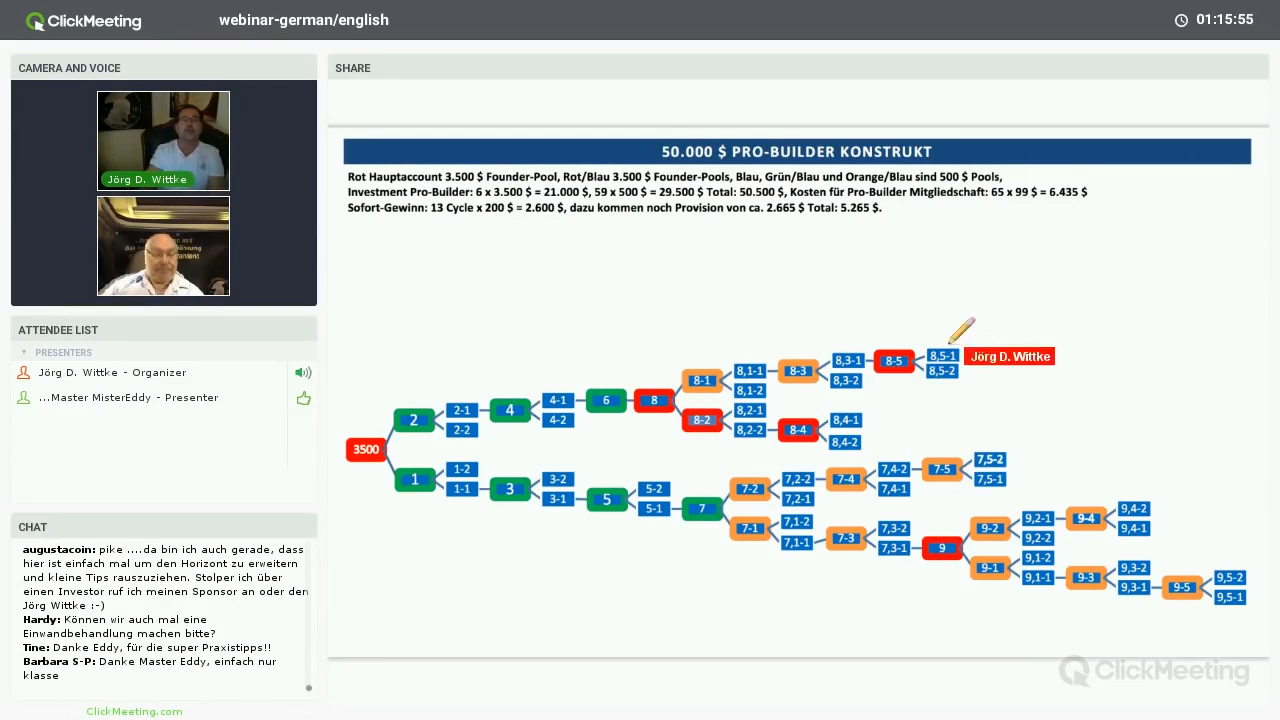 ClickMeeting
webinar-german/english
01:15:55
CAMERA AND VOICE
Jörg D. Wittke
ATTENDEE LIST
PRESENTERS
Jörg D. Wittke - Organizer
...Master MisterEddy - Presenter
CHAT
augustacoin: pike ....da bin ich auch gerade, dass
hier ist einfach mal um den Horizont zu erweitern
und kleine Tips rauszuziehen. Stolper ich über
einen Investor ruf ich meinen Sponsor an oder den
Jörg Wittke :-)
Hardy: Können wir auch mal eine
Einwandbehandlung machen bitte?
Tine: Danke Eddy, für die super Praxistipps!!
Barbara S-P: Danke Master Eddy, einfach nur
klasse
ClickMeeting.com
SHARE
50.000 $ PRO-BUILDER KONSTRUKT
Rot Hauptaccount 3.500 $ Founder-Pool, Rot/Blau 3.500 $ Founder-Pools, Blau, Grün/Blau und Orange/Blau sind 500 $ Pools,
Investment Pro-Builder: 6 x 3.500 $ = 21.000 $, 59 x 500 $ = 29.500 $ Total: 50.500 $, Kosten für Pro-Builder Mitgliedschaft: 65 x 99 $ = 6.435 $
Sofort-Gewinn: 13 Cycle x 200 $ = 2.600 $, dazu kommen noch Provision von ca. 2.665 $ Total: 5.265 $.
3500
2
2-1
2-2
4
4-1
4-2
6
8
8-1
8,1-1
8,1-2
8-3
8,3-1
8,3-2
8-5
8,5-1
8,5-2
Jörg D. Wittke
8-2
8,2-1
8,2-2
8-4
8,4-1
8,4-2
1
1-2
1-1
3
3-2
3-1
5
5-2
5-1
7
7-2
7,2-2
7,2-1
7-4
7,4-2
7,4-1
7-5
7,5-2
7,5-1
7-1
7,1-2
7,1-1
7-3
7,3-2
7,3-1
9
9-2
9,2-1
9,2-2
9-4
9,4-2
9,4-1
9-1
9,1-2
9,1-1
9-3
9,3-2
9,3-1
9-5
9,5-2
9,5-1
ClickMeeting